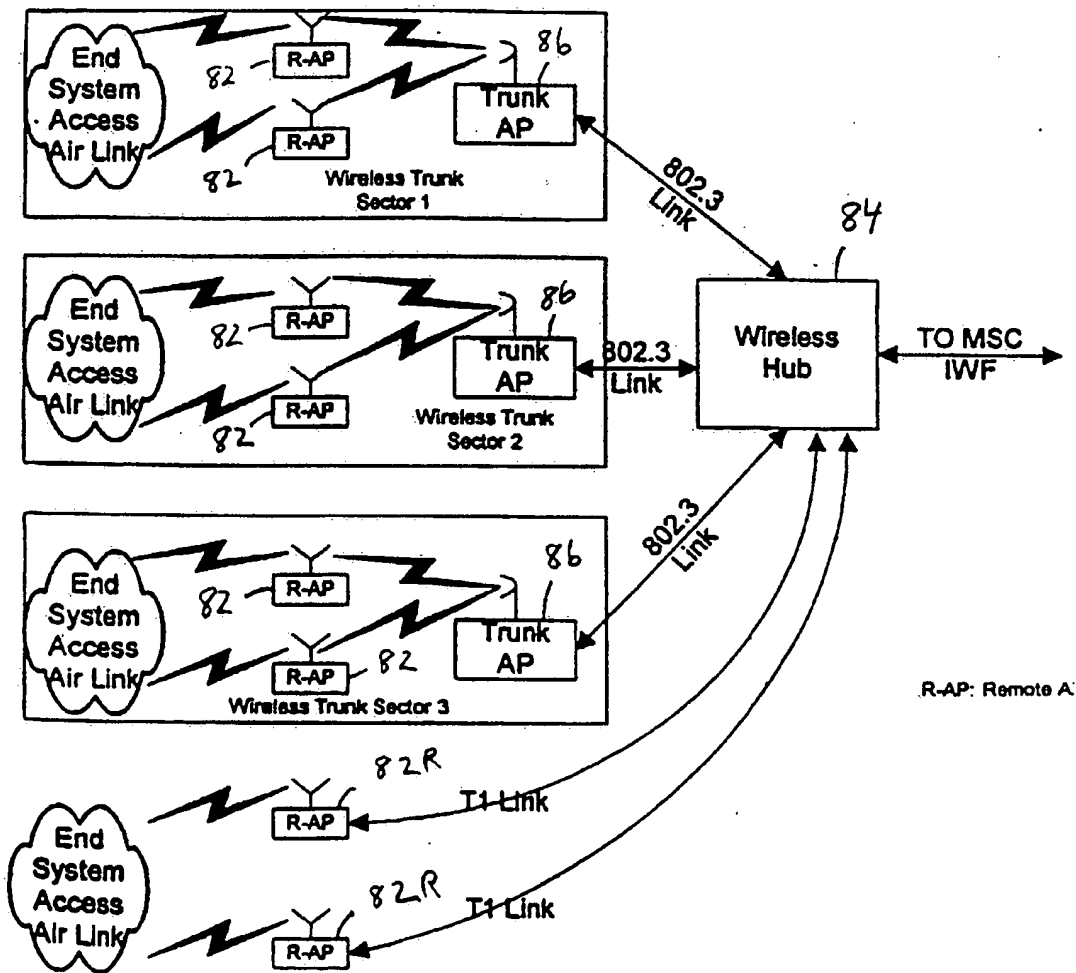 End
System
Access
Air Link
82
R-AP
82
R-AP
86
Trunk
AP
Wireless Trunk
Sector 1
802.3
Link
End
System
Access
Air Link
82
R-AP
82
R-AP
86
Trunk
AP
Wireless Trunk
Sector 2
802.3
Link
84
Wireless
Hub
TO MSC
IWF
End
System
Access
Air Link
82
R-AP
82
R-AP
86
Trunk
AP
Wireless Trunk Sector 3
802.3
Link
R-AP: Remote A
End
System
Access
Air Link
82R
R-AP
T1 Link
82R
R-AP
T1 Link